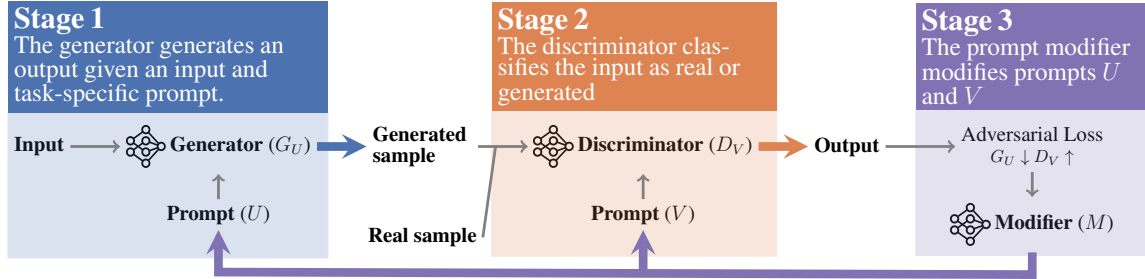 Stage 1
The generator generates an
output given an input and
task-specific prompt.
Input
Generator (G_U)
Prompt (U)
Generated
sample
Real sample
Stage 2
The discriminator clas-
sifies the input as real or
generated
Discriminator (D_V)
Prompt (V)
Output
Stage 3
The prompt modifier
modifies prompts U
and V
Adversarial Loss
G_U ↓ D_V ↑
Modifier (M)